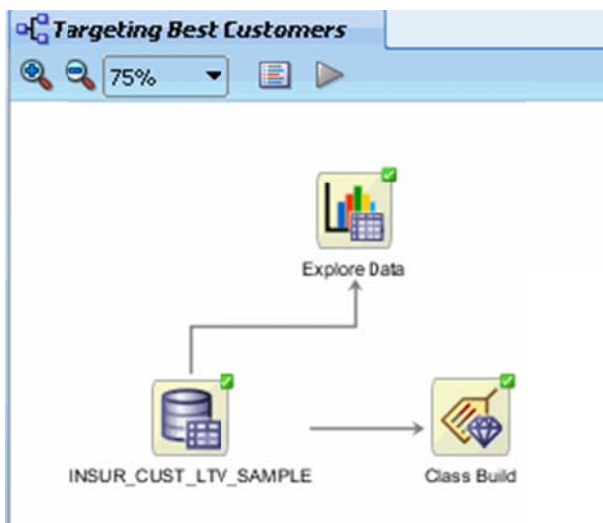 Targeting Best Customers
75%
Explore Data
INSUR_CUST_LTV_SAMPLE
Class Build